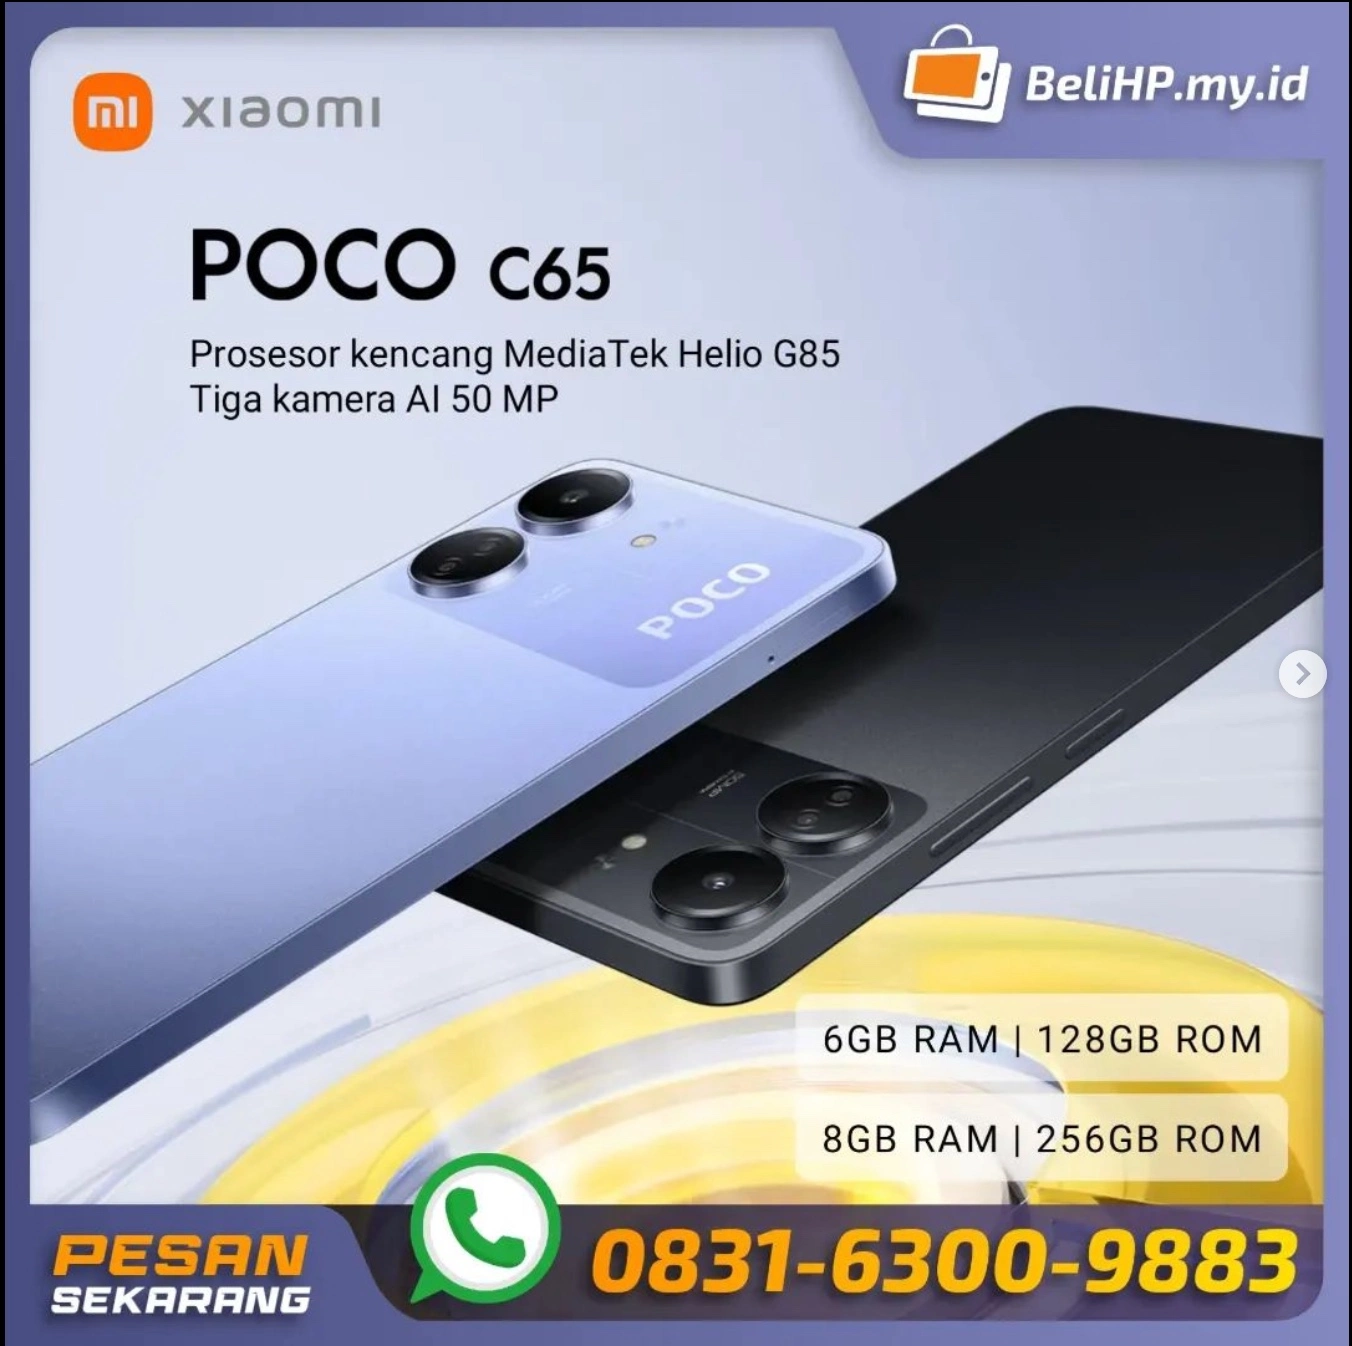 xiaomi
BeliHP.my.id
POCO C65
Prosesor kencang MediaTek Helio G85
Tiga kamera AI 50 MP
POCO
50MP
6GB RAM | 128GB ROM
8GB RAM | 256GB ROM
PESAN
SEKARANG
0831-6300-9883